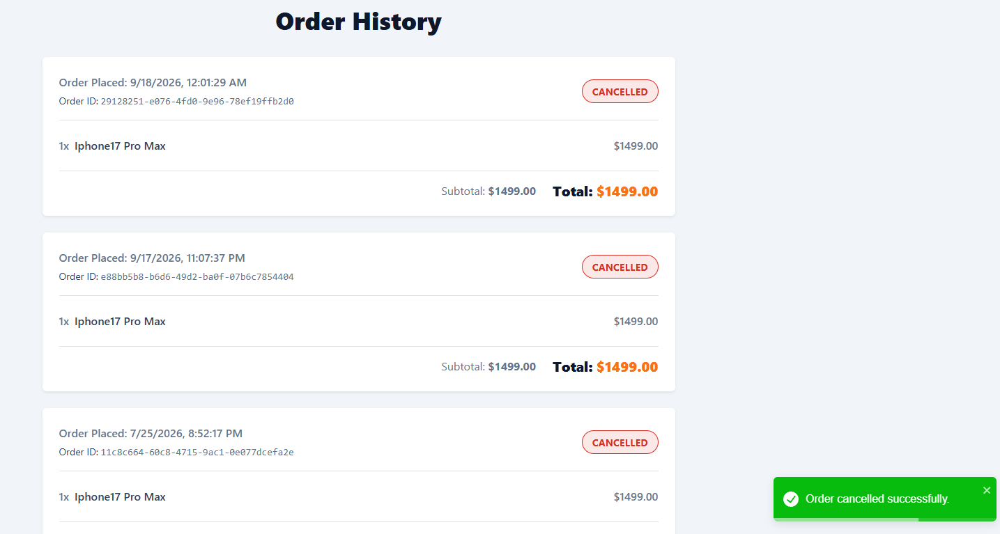 Order History
Order Placed: 9/18/2026, 12:01:29 AM
Order ID: 29128251-e076-4fd0-9e96-78ef19ffb2d0
CANCELLED
1x Iphone17 Pro Max $1499.00
Subtotal: $1499.00 Total: $1499.00
Order Placed: 9/17/2026, 11:07:37 PM
Order ID: e88bb5b8-b6d6-49d2-ba0f-07b6c7854404
CANCELLED
1x Iphone17 Pro Max $1499.00
Subtotal: $1499.00 Total: $1499.00
Order Placed: 7/25/2026, 8:52:17 PM
Order ID: 11c8c664-60c8-4715-9ac1-0e077dcefa2e
CANCELLED
1x Iphone17 Pro Max $1499.00
Order cancelled successfully.